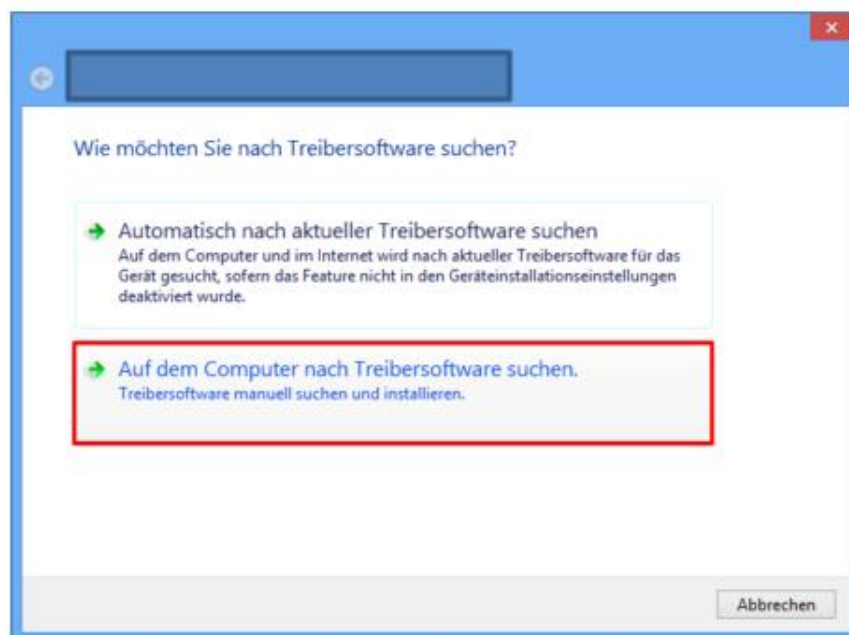 Wie möchten Sie nach Treibersoftware suchen?
Automatisch nach aktueller Treibersoftware suchen
Auf dem Computer und im Internet wird nach aktueller Treibersoftware für das
Gerät gesucht, sofern das Feature nicht in den Geräteinstallationseinstellungen
deaktiviert wurde.
Auf dem Computer nach Treibersoftware suchen.
Treibersoftware manuell suchen und installieren.
Abbrechen